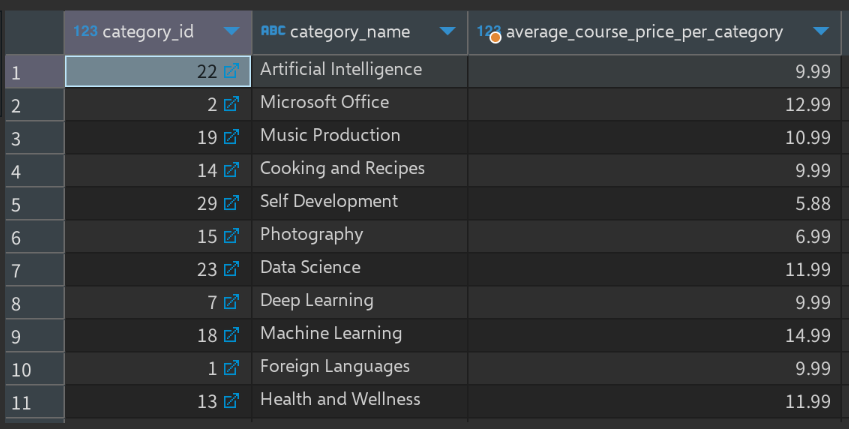 123 category_id ABC category_name 123 average_course_price_per_category
1 22 Artificial Intelligence 9.99
2 2 Microsoft Office 12.99
3 19 Music Production 10.99
4 14 Cooking and Recipes 9.99
5 29 Self Development 5.88
6 15 Photography 6.99
7 23 Data Science 11.99
8 7 Deep Learning 9.99
9 18 Machine Learning 14.99
10 1 Foreign Languages 9.99
11 13 Health and Wellness 11.99